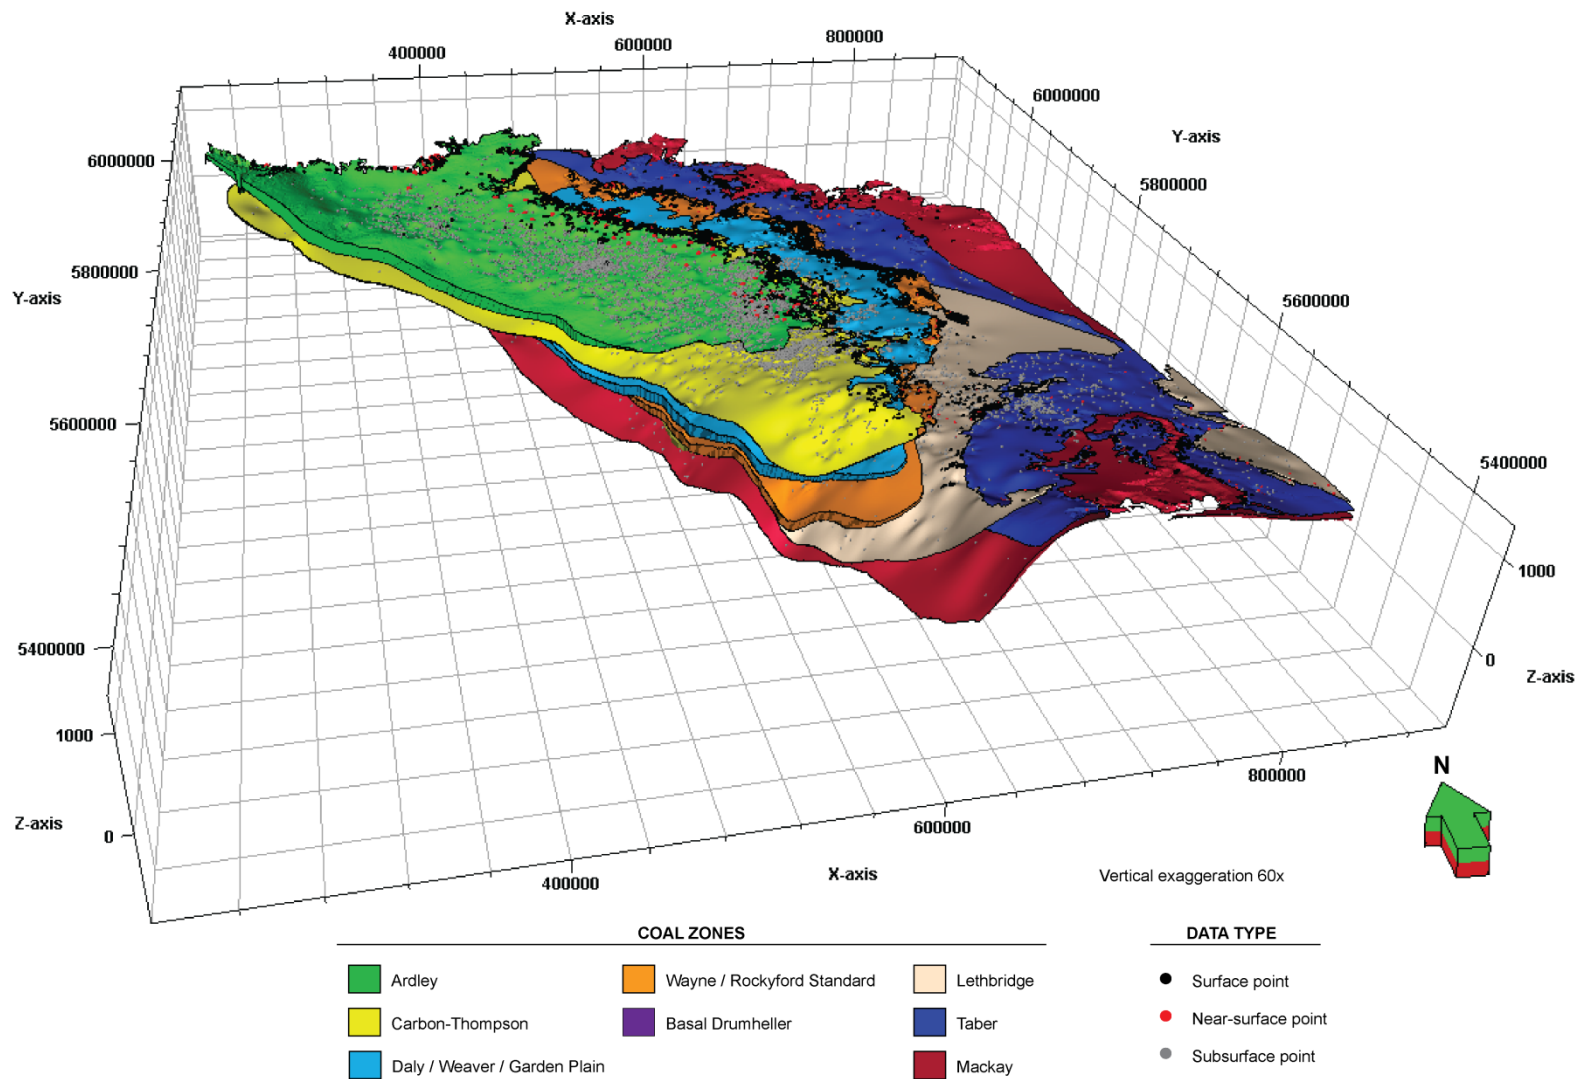 X-axis
400000
600000
800000
6000000
Y-axis
5800000
5600000
5400000
6000000
5800000
Y-axis
5600000
5400000
1000
Z-axis
0
1000
0
Z-axis
400000
600000
800000
X-axis
N
Vertical exaggeration 60x
COAL ZONES
Ardley
Carbon-Thompson
Daly / Weaver / Garden Plain
Wayne / Rockyford Standard
Basal Drumheller
Lethbridge
Taber
Mackay
DATA TYPE
Surface point
Near-surface point
Subsurface point